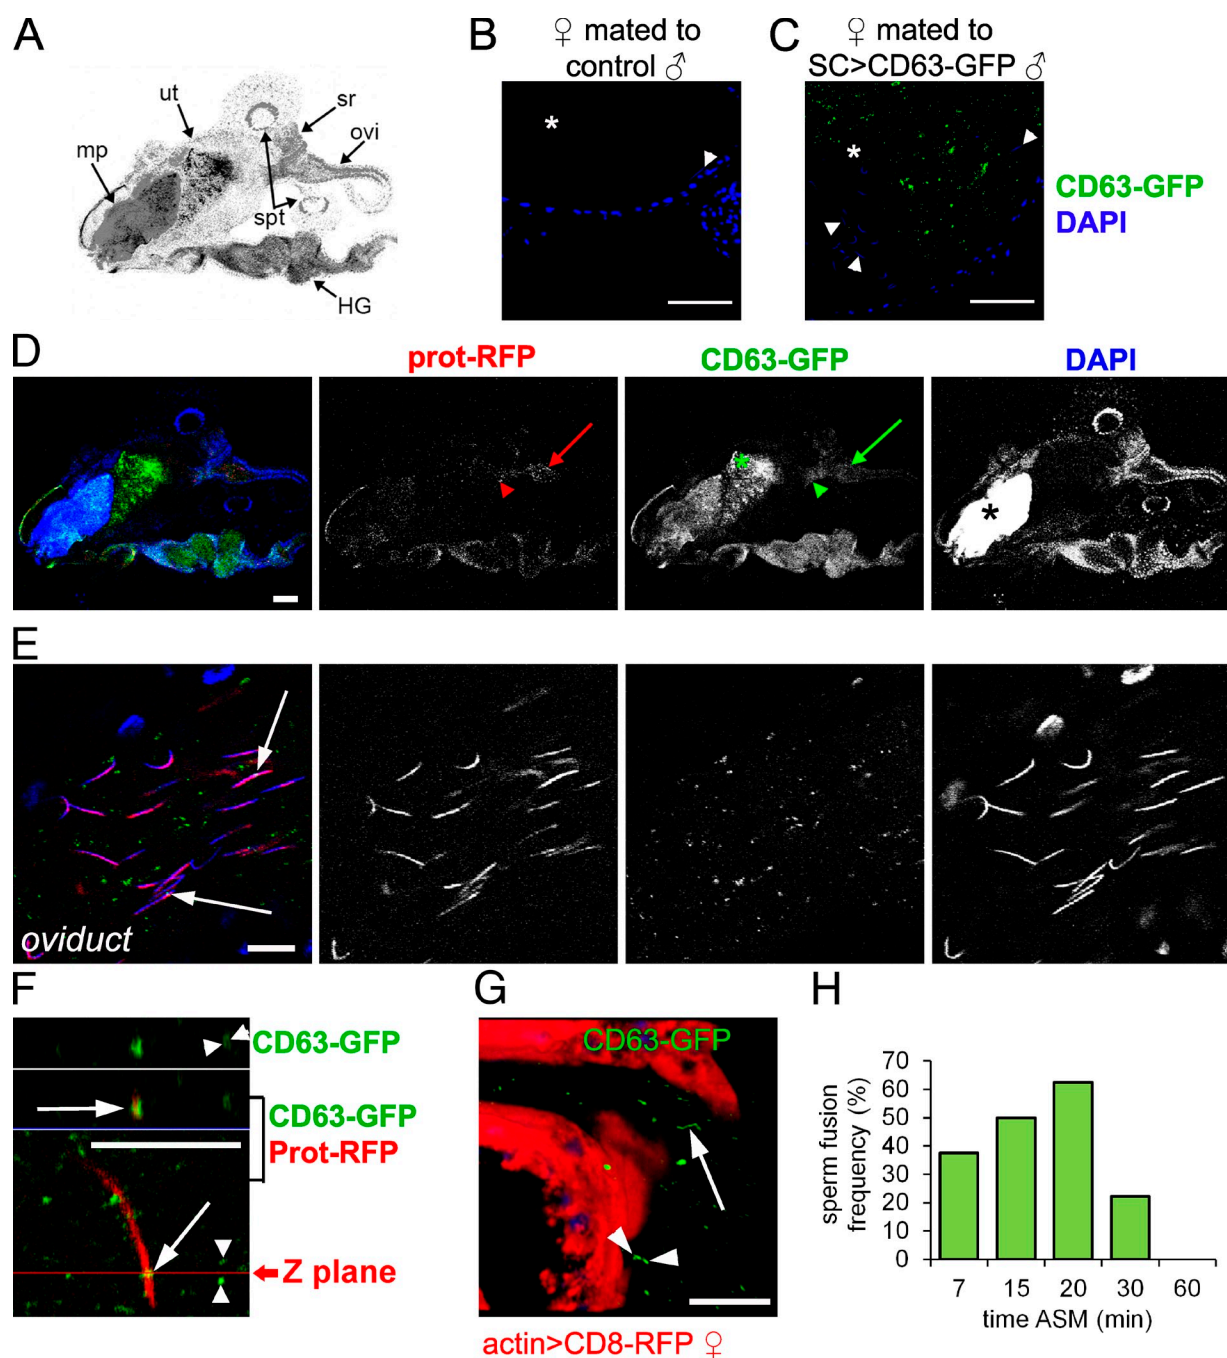 A
ut
sr
ovi
mp
spt
HG
B
♀ mated to
control ♂
*
C
♀ mated to
SC>CD63-GFP ♂
*
CD63-GFP
DAPI
D
prot-RFP
CD63-GFP
DAPI
*
*
E
oviduct
F
CD63-GFP
CD63-GFP
Prot-RFP
Z plane
G
CD63-GFP
actin>CD8-RFP ♀
H
sperm fusion
frequency (%)
70
60
50
40
30
20
10
0
7 15 20 30 60
time ASM (min)